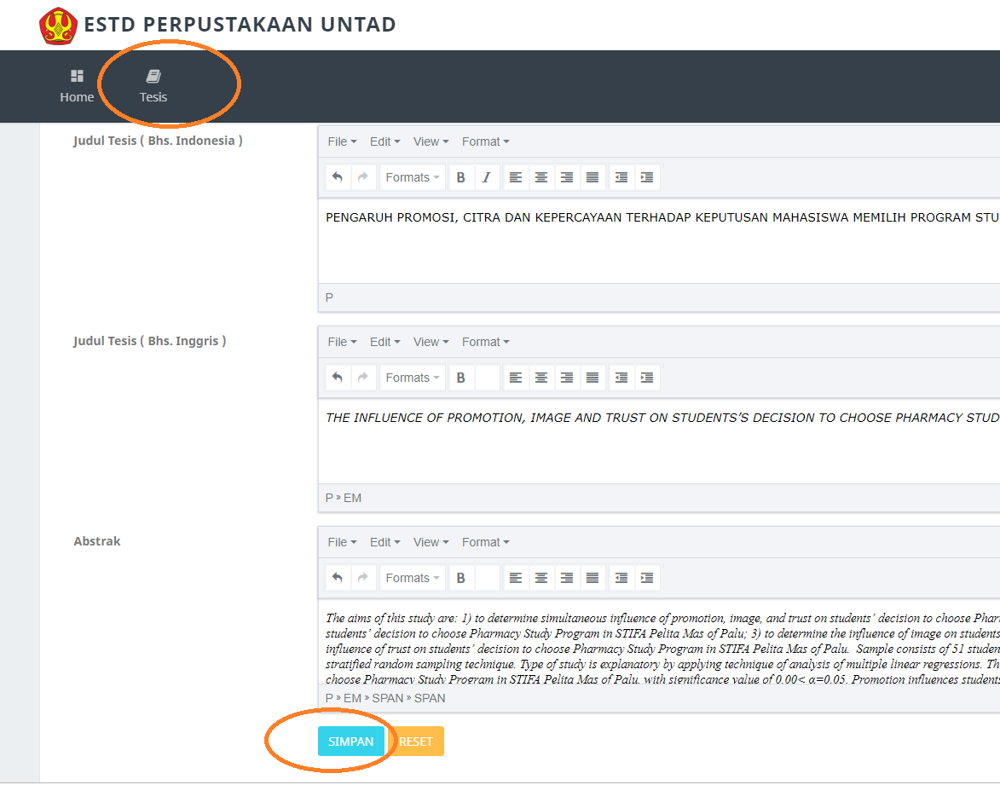 ESTD PERPUSTAKAAN UNTAD
Home
Tesis
Judul Tesis ( Bhs. Indonesia )
File Edit View Format
Formats B I
PENGARUH PROMOSI, CITRA DAN KEPERCAYAAN TERHADAP KEPUTUSAN MAHASISWA MEMILIH PROGRAM STU
P
Judul Tesis ( Bhs. Inggris )
File Edit View Format
Formats B
THE INFLUENCE OF PROMOTION, IMAGE AND TRUST ON STUDENTS’S DECISION TO CHOOSE PHARMACY STUD
P » EM
Abstrak
File Edit View Format
Formats B
The aims of this study are: 1) to determine simultaneous influence of promotion, image, and trust on students’ decision to choose Phar
students’ decision to choose Pharmacy Study Program in STIFA Pelita Mas of Palu; 3) to determine the influence of image on students
influence of trust on students’ decision to choose Pharmacy Study Program in STIFA Pelita Mas of Palu. Sample consists of 51 studen
stratified random sampling technique. Type of study is explanatory by applying technique of analysis of multiple linear regressions. Th
choose Pharmacy Study Program in STIFA Pelita Mas of Palu, with significance value of 0.00< α=0.05. Promotion influences students
P » EM » SPAN » SPAN
SIMPAN RESET